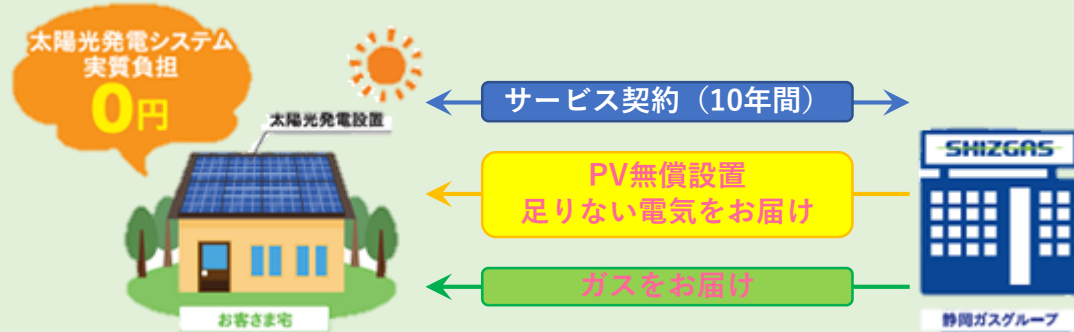 太陽光発電システム
実質負担
0円
太陽光発電設置
サービス契約（10年間）
SHIZGAS
PV無償設置
足りない電気をお届け
ガスをお届け
お客さま宅
静岡ガスグループ